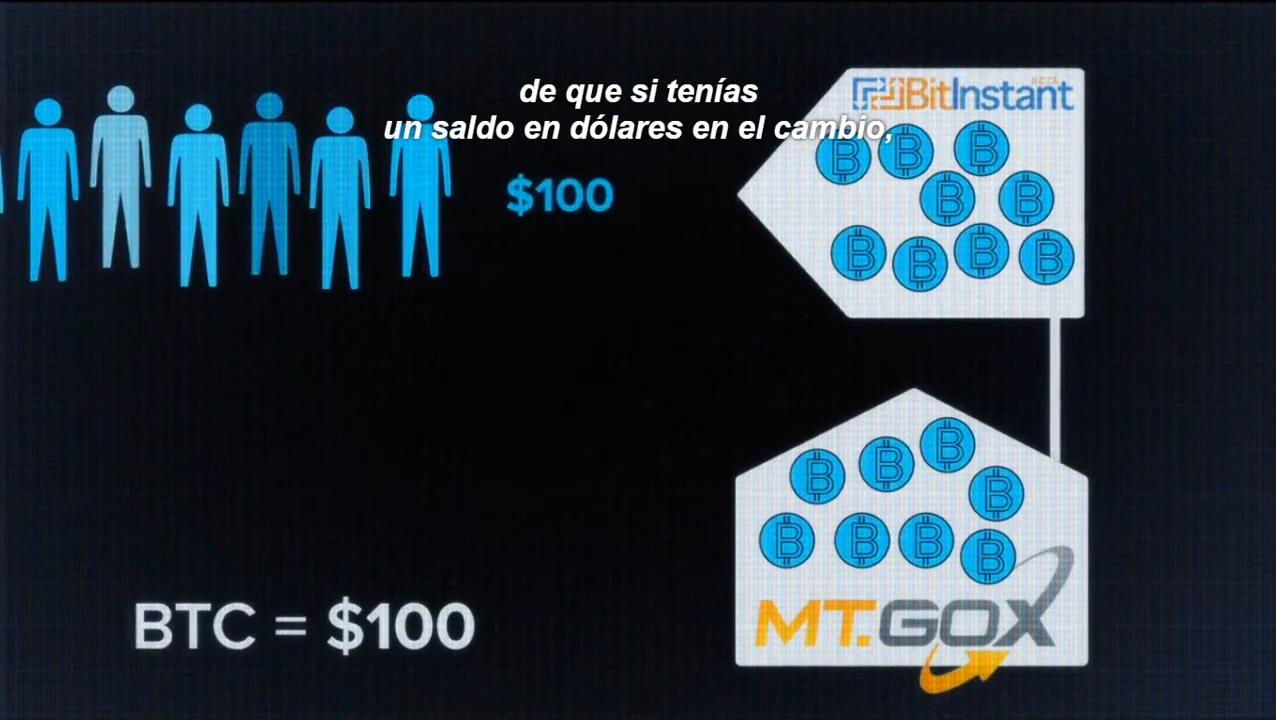 de que si tenías
un saldo en dólares en el cambio,
BitInstant
$100
MT.GOX
BTC = $100